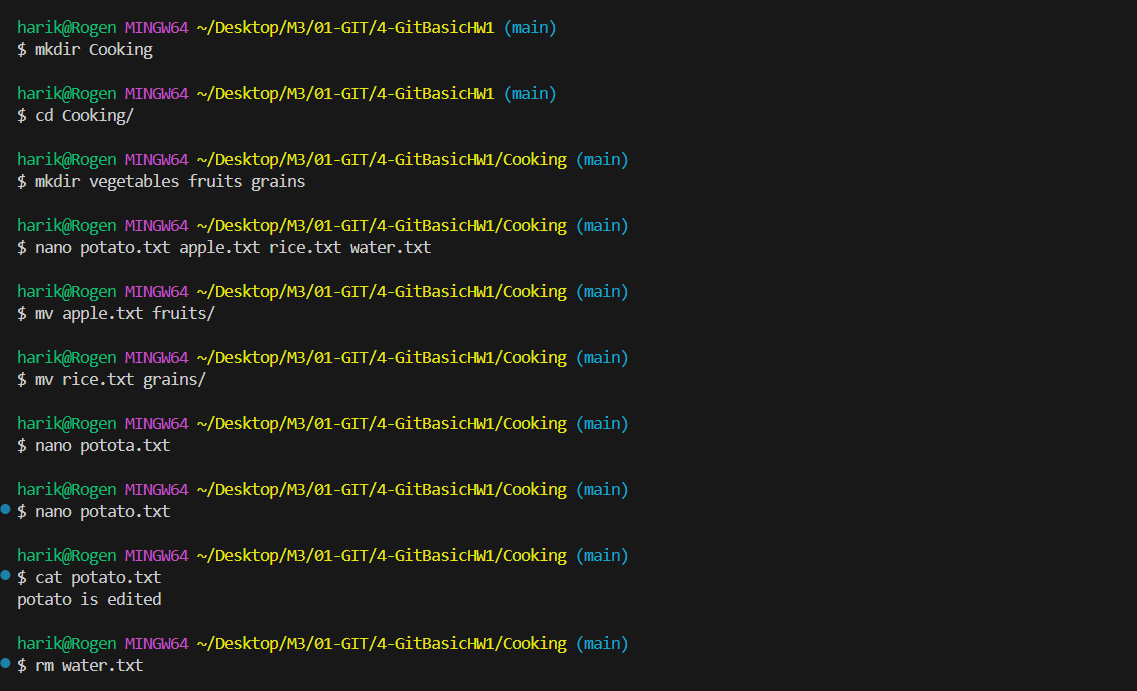 harik@Rogen MINGW64 ~/Desktop/M3/01-GIT/4-GitBasicHW1 (main)
$ mkdir Cooking
harik@Rogen MINGW64 ~/Desktop/M3/01-GIT/4-GitBasicHW1 (main)
$ cd Cooking/
harik@Rogen MINGW64 ~/Desktop/M3/01-GIT/4-GitBasicHW1/Cooking (main)
$ mkdir vegetables fruits grains
harik@Rogen MINGW64 ~/Desktop/M3/01-GIT/4-GitBasicHW1/Cooking (main)
$ nano potato.txt apple.txt rice.txt water.txt
harik@Rogen MINGW64 ~/Desktop/M3/01-GIT/4-GitBasicHW1/Cooking (main)
$ mv apple.txt fruits/
harik@Rogen MINGW64 ~/Desktop/M3/01-GIT/4-GitBasicHW1/Cooking (main)
$ mv rice.txt grains/
harik@Rogen MINGW64 ~/Desktop/M3/01-GIT/4-GitBasicHW1/Cooking (main)
$ nano potota.txt
harik@Rogen MINGW64 ~/Desktop/M3/01-GIT/4-GitBasicHW1/Cooking (main)
$ nano potato.txt
harik@Rogen MINGW64 ~/Desktop/M3/01-GIT/4-GitBasicHW1/Cooking (main)
$ cat potato.txt
potato is edited
harik@Rogen MINGW64 ~/Desktop/M3/01-GIT/4-GitBasicHW1/Cooking (main)
$ rm water.txt